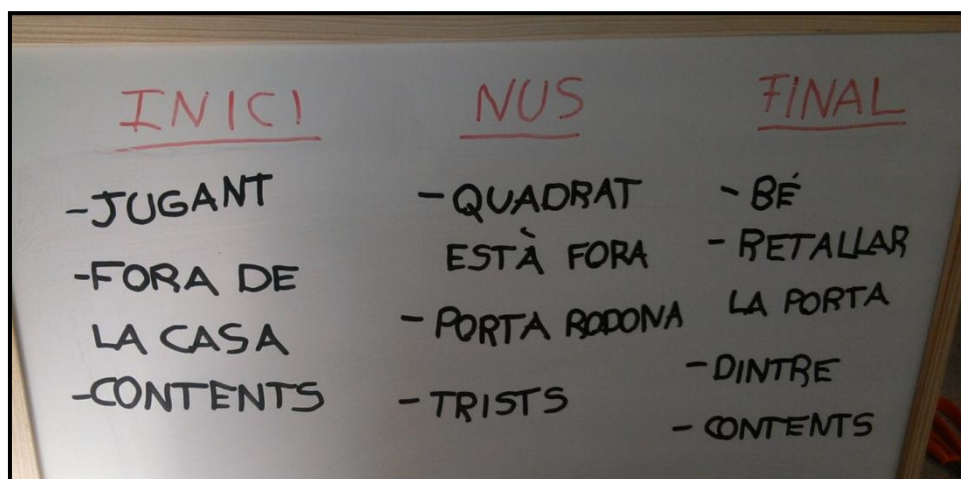 INICI
-JUGANT
-FORA DE
LA CASA
-CONTENTS
NUS
-QUADRAT
ESTÀ FORA
-PORTA RODONA
-TRISTS
FINAL
-BÉ
-RETALLAR
LA PORTA
-DINTRE
-CONTENTS